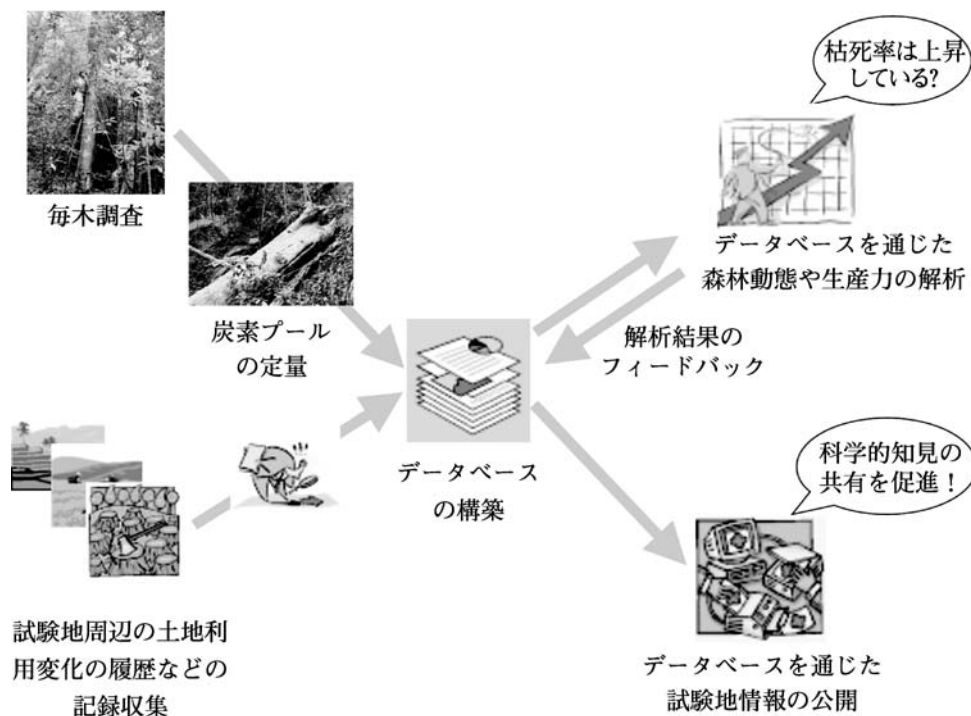 枯死率は上昇
している?
毎木調査
データベースを通じた
森林動態や生産力の解析
炭素プール
の定量
解析結果の
フィードバック
データベース
の構築
科学的知見の
共有を促進！
試験地周辺の土地利
用変化の履歴などの
記録収集
データベースを通じた
試験地情報の公開